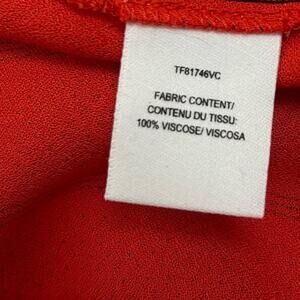 TF81746VC
FABRIC CONTENT/
CONTENU DU TISSU:
100% VISCOSE/ VISCOSA